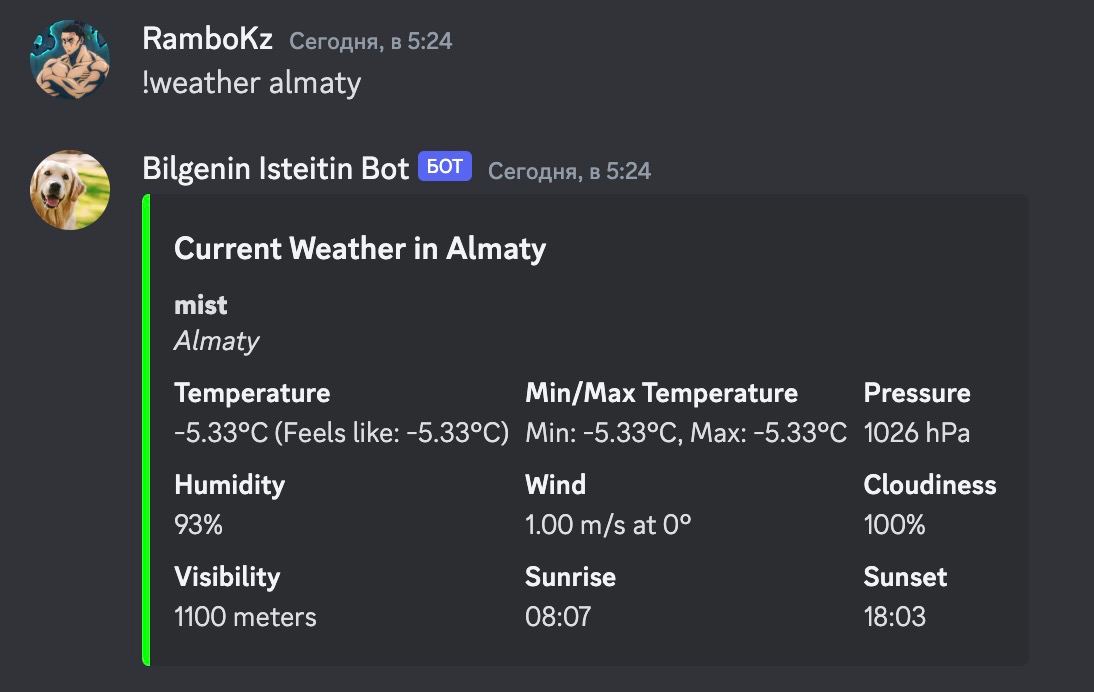 RamboKz Сегодня, в 5:24
!weather almaty
Bilgenin Isteitin Bot БОТ Сегодня, в 5:24
Current Weather in Almaty
mist
Almaty
Temperature Min/Max Temperature Pressure
-5.33°C (Feels like: -5.33°C) Min: -5.33°C, Max: -5.33°C 1026 hPa
Humidity Wind Cloudiness
93% 1.00 m/s at 0° 100%
Visibility Sunrise Sunset
1100 meters 08:07 18:03